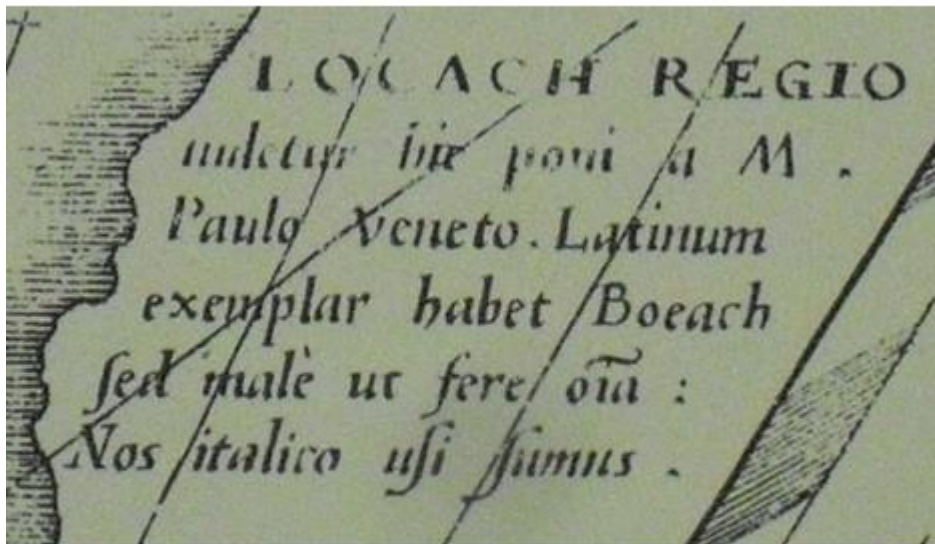 LOCACH REGIO
uidetur hic poni a M.
Paulo Veneto. Latinum
exemplar habet Boeach
ſed malè ut fere oīa :
Nos italico uſi ſumus.